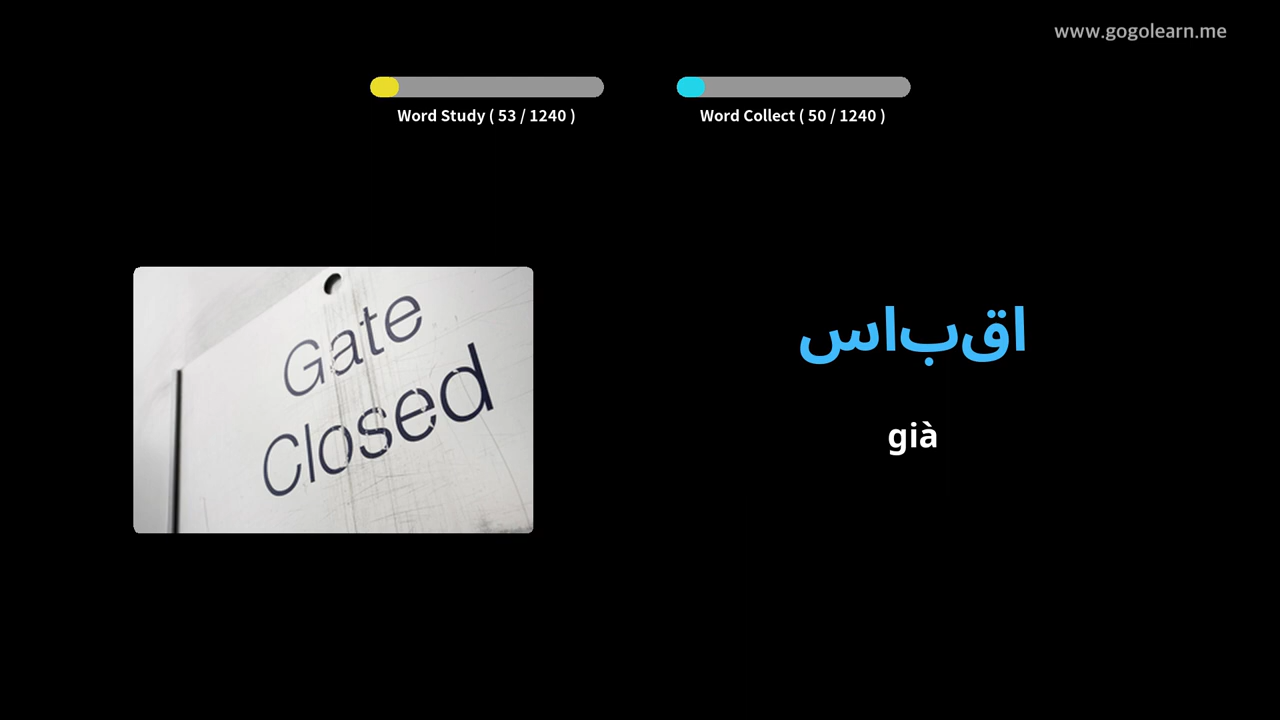 www.gogolearn.me
Word Study ( 53 / 1240 )
Word Collect ( 50 / 1240 )
Gate
Closed
اقباس
già